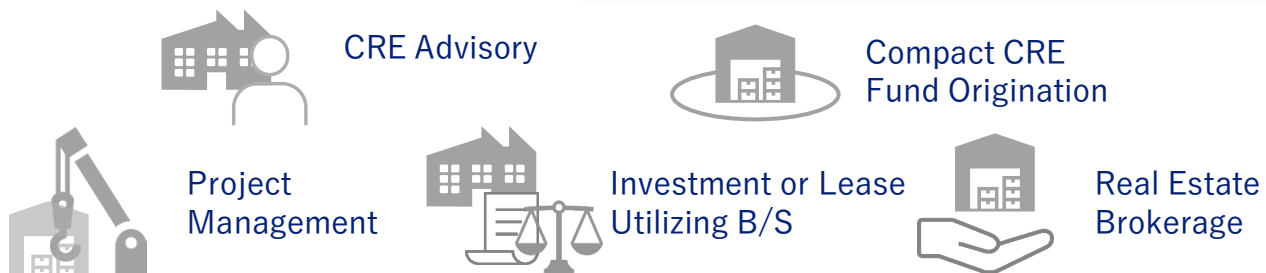 CRE Advisory
Compact CRE
Fund Origination
Project
Management
Investment or Lease
Utilizing B/S
Real Estate
Brokerage